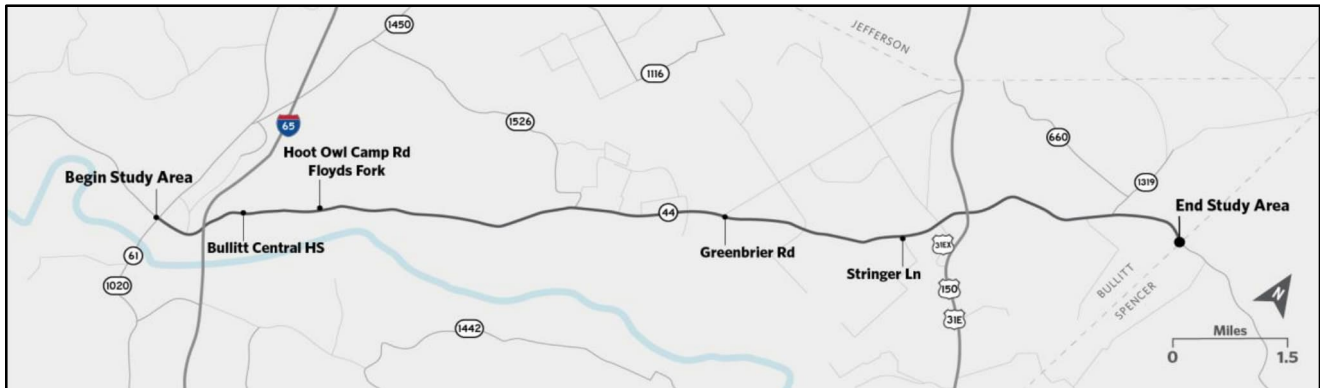 1450
JEFFERSON
1116
65
1526
660
Hoot Owl Camp Rd
Floyds Fork
Begin Study Area
1319
End Study Area
44
Bullitt Central HS
Greenbrier Rd
61
31EX
Stringer Ln
1020
150
BULLITT
SPENCER
N
31E
1442
Miles
0 1.5